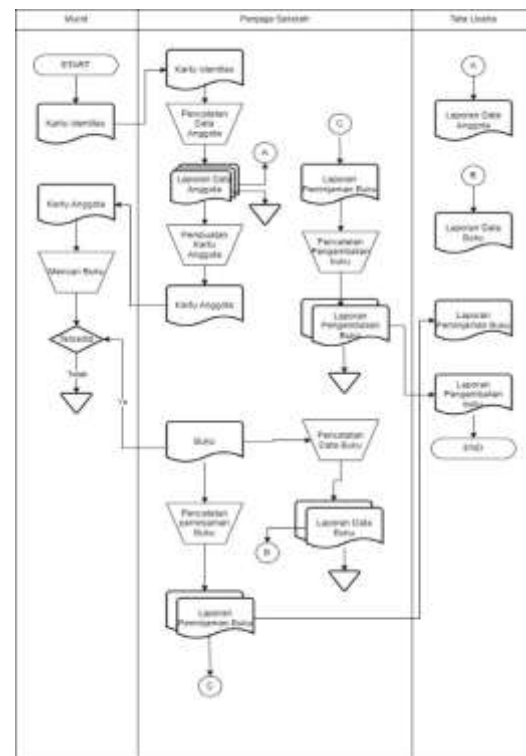 Murid
Penjaga Sekolah
Tata Usaha
START
Kartu Identitas
Kartu Anggota
Mencari Buku
Tersedia
Tidak
Ya
Kartu Identitas
Pencatatan
Data
Anggota
A
Laporan Data
Anggota
Pembuatan
Kartu
Anggota
Kartu Anggota
Buku
Pencatatan
peminjaman
Buku
Laporan
Peminjaman Buku
C
C
Laporan
Peminjaman Buku
Pencatatan
Pengembalian
buku
Laporan
Pengembalian
Buku
Pencatatan
Data Buku
Laporan Data
Buku
B
A
Laporan Data
Anggota
B
Laporan Data
Buku
Laporan
Peminjaman Buku
Laporan
Pengembalian
END